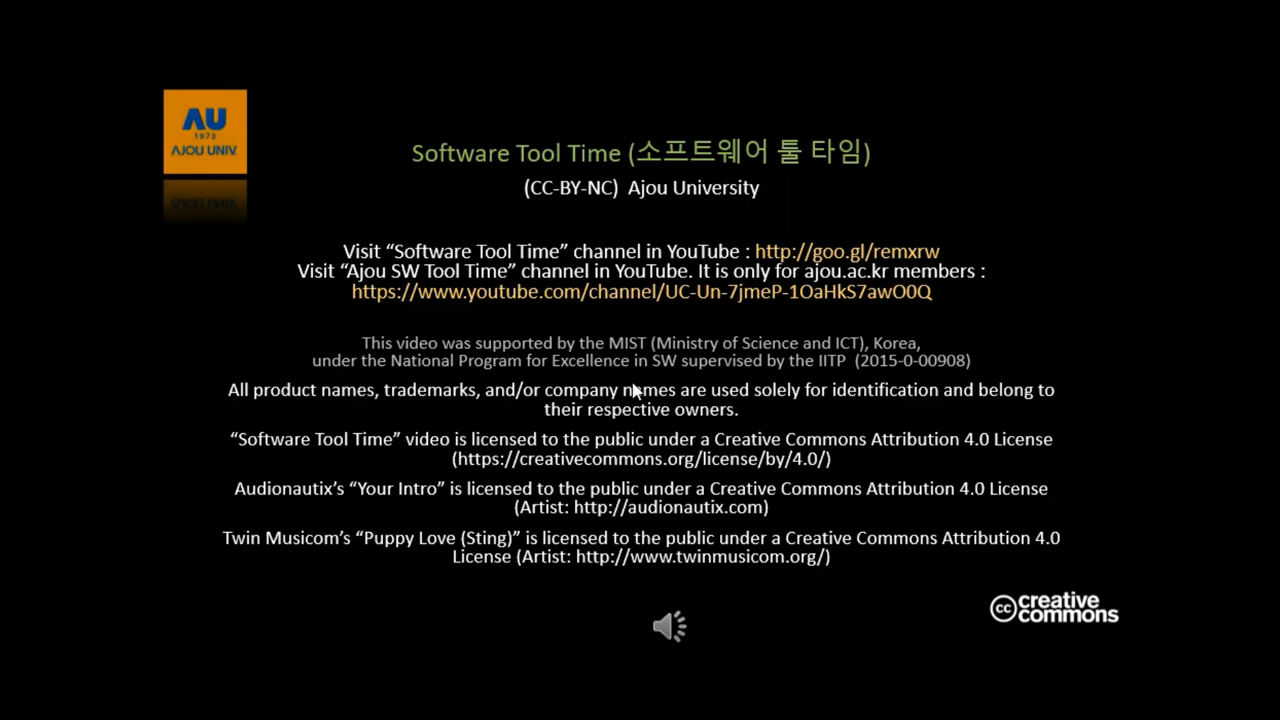 AU
1973
AJOU UNIV.
Software Tool Time (소프트웨어 툴 타임)
(CC-BY-NC) Ajou University
Visit “Software Tool Time” channel in YouTube : http://goo.gl/remxrw
Visit “Ajou SW Tool Time” channel in YouTube. It is only for ajou.ac.kr members :
https://www.youtube.com/channel/UC-Un-7jmeP-1OaHkS7awO0Q
This video was supported by the MIST (Ministry of Science and ICT), Korea,
under the National Program for Excellence in SW supervised by the IITP (2015-0-00908)
All product names, trademarks, and/or company names are used solely for identification and belong to
their respective owners.
“Software Tool Time” video is licensed to the public under a Creative Commons Attribution 4.0 License
(https://creativecommons.org/license/by/4.0/)
Audionautix’s “Your Intro” is licensed to the public under a Creative Commons Attribution 4.0 License
(Artist: http://audionautix.com)
Twin Musicom’s “Puppy Love (Sting)” is licensed to the public under a Creative Commons Attribution 4.0
License (Artist: http://www.twinmusicom.org/)
cc creative
commons